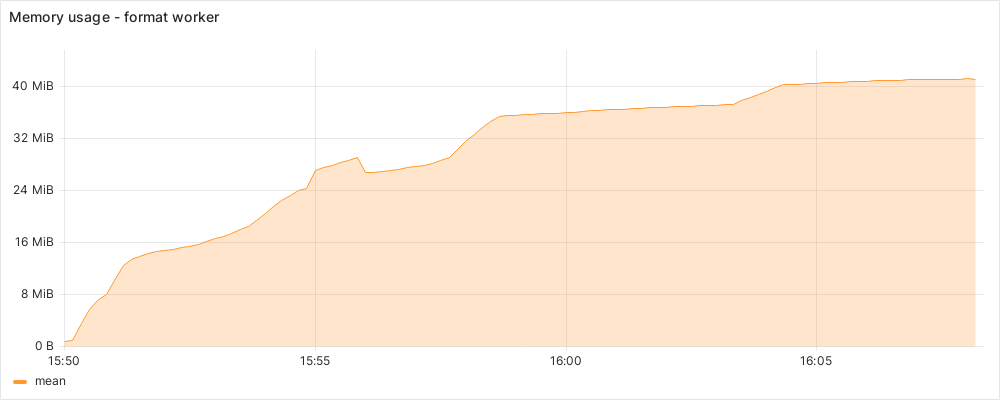 Memory usage - format worker
40 MiB
32 MiB
24 MiB
16 MiB
8 MiB
0 B
15:50 15:55 16:00 16:05
mean